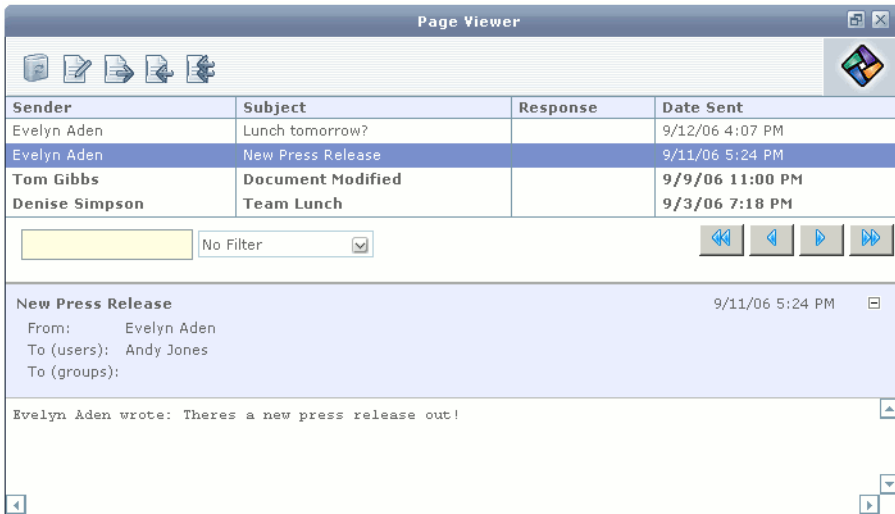 Page Viewer
Sender Subject Response Date Sent
Evelyn Aden Lunch tomorrow? 9/12/06 4:07 PM
Evelyn Aden New Press Release 9/11/06 5:24 PM
Tom Gibbs Document Modified 9/9/06 11:00 PM
Denise Simpson Team Lunch 9/3/06 7:18 PM
No Filter
New Press Release 9/11/06 5:24 PM
From: Evelyn Aden
To (users): Andy Jones
To (groups):
Evelyn Aden wrote: Theres a new press release out!